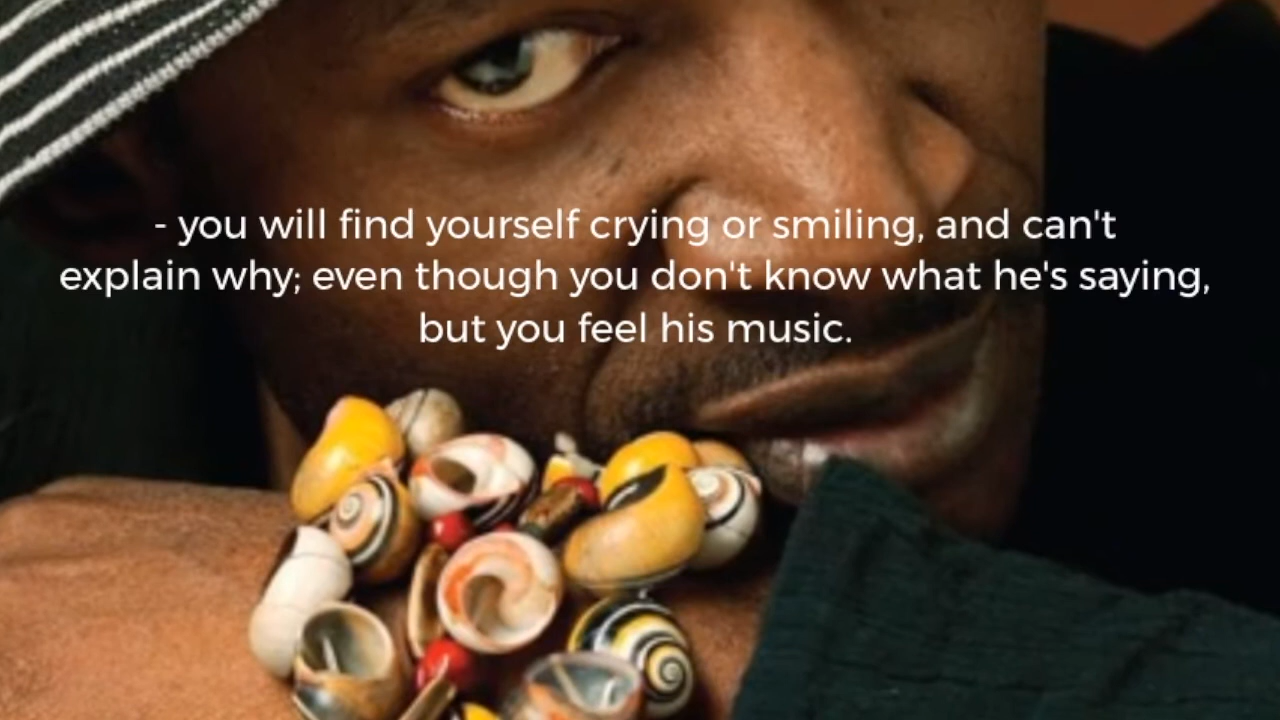 - you will find yourself crying or smiling, and can't
explain why; even though you don't know what he's saying,
but you feel his music.